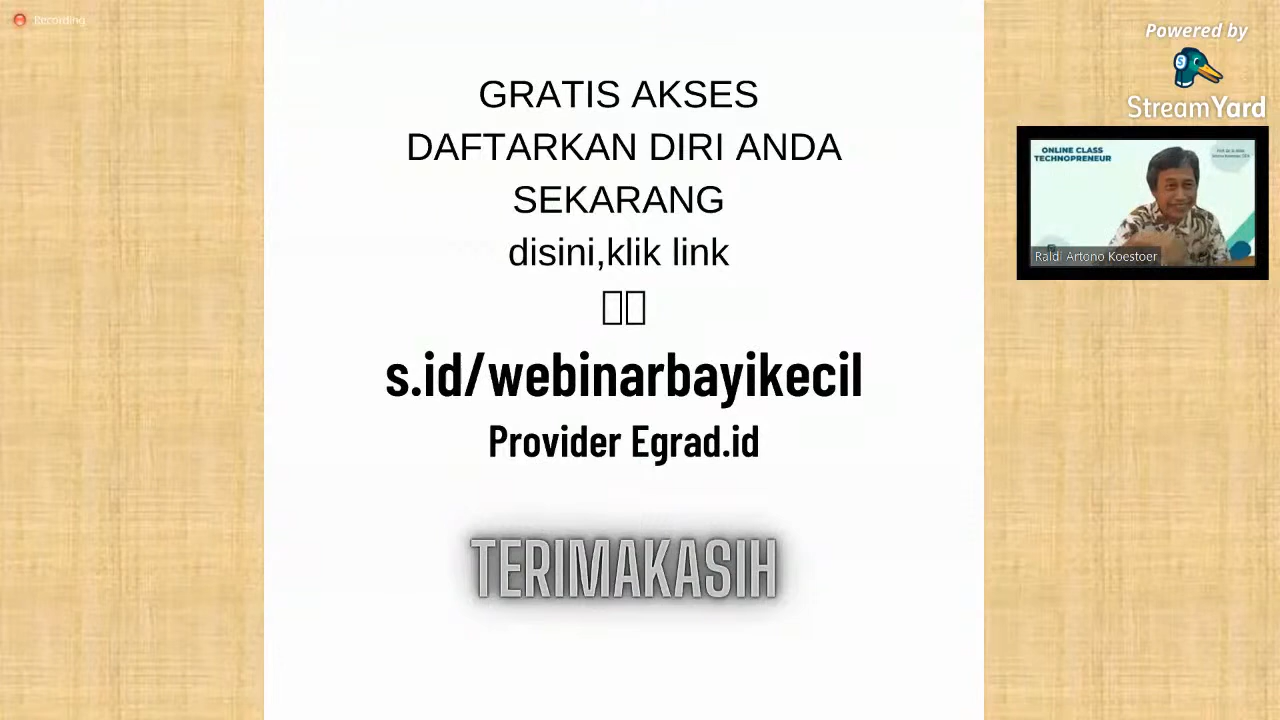 Recording
Powered by
StreamYard
GRATIS AKSES
DAFTARKAN DIRI ANDA
SEKARANG
disini,klik link
s.id/webinarbayikecil
Provider Egrad.id
TERIMAKASIH
ONLINE CLASS
TECHNOPRENEUR
Raldi Artono Koestoer